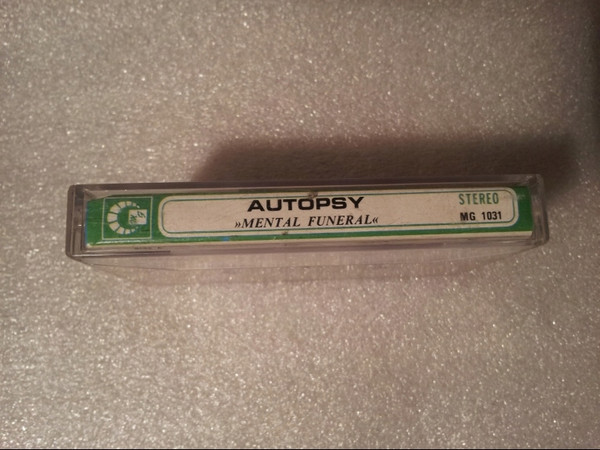 AUTOPSY
»MENTAL FUNERAL«
STEREO
MG 1031